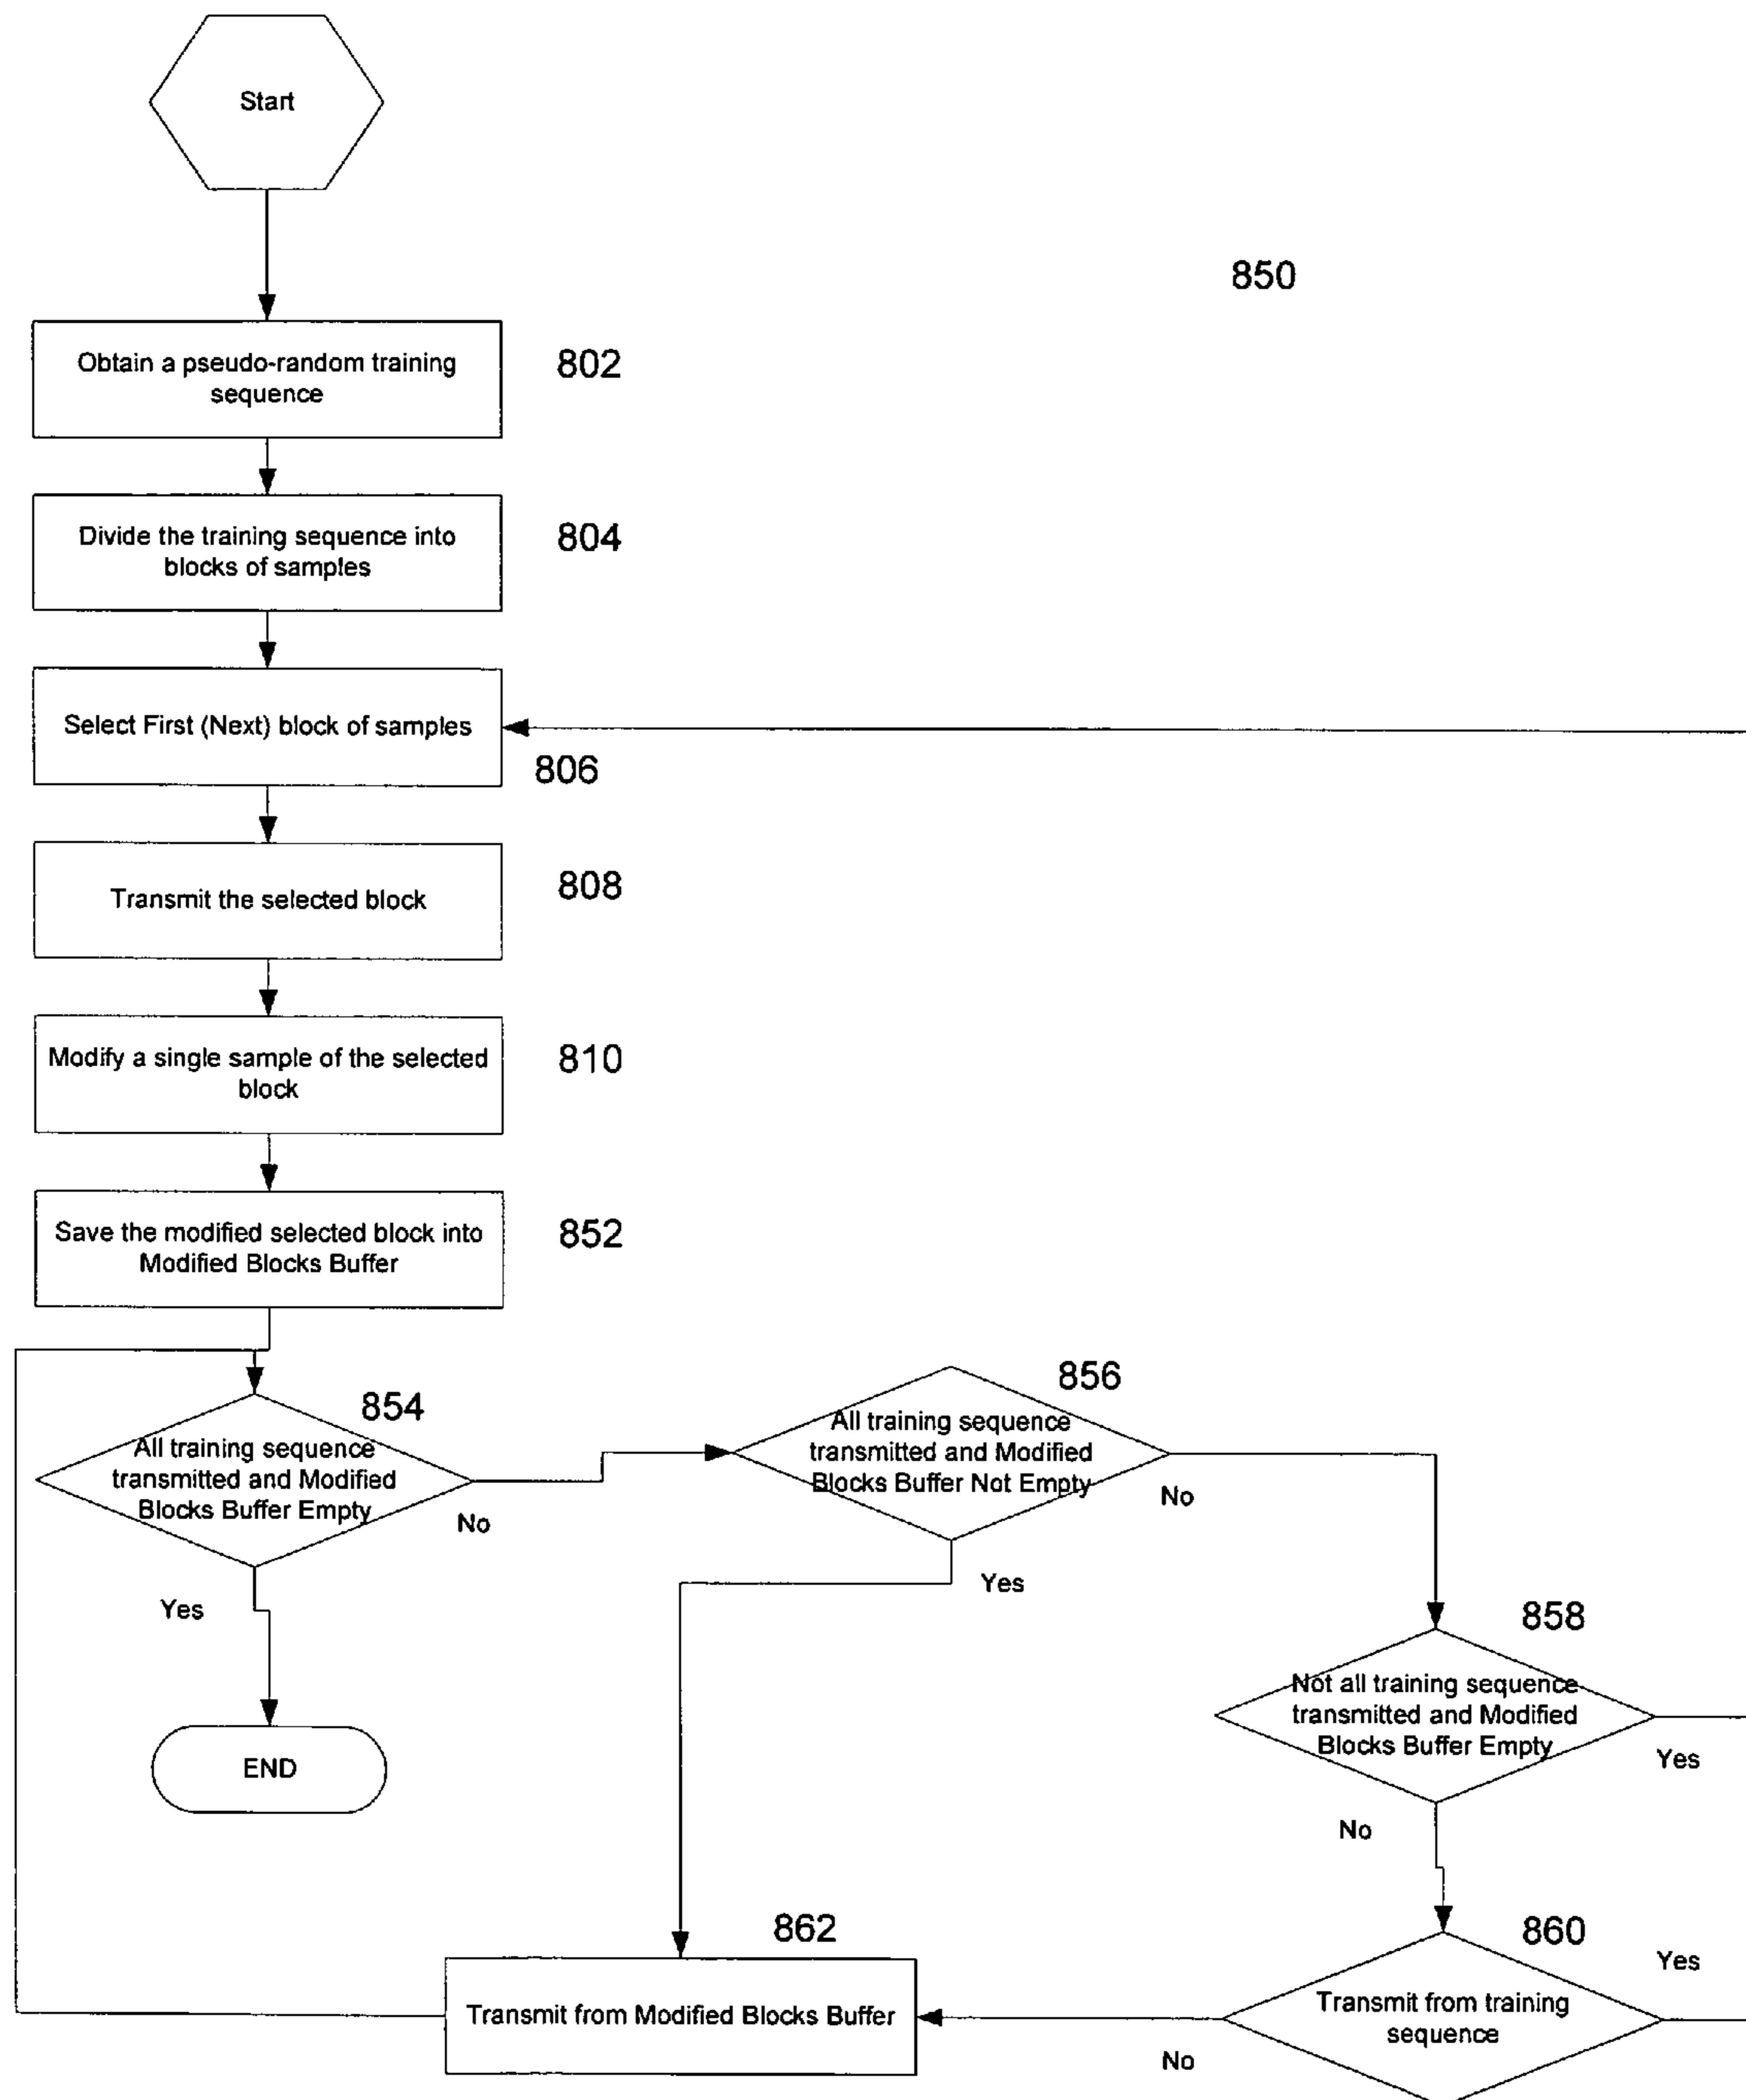 Start
850
Obtain a pseudo-random training
sequence
802
Divide the training sequence into
blocks of samples
804
Select First (Next) block of samples
806
Transmit the selected block
808
Modify a single sample of the selected
block
810
Save the modified selected block into
Modified Blocks Buffer
852
854
All training sequence
transmitted and Modified
Blocks Buffer Empty
No
Yes
END
856
All training sequence
transmitted and Modified
Blocks Buffer Not Empty
No
Yes
858
Not all training sequence
transmitted and Modified
Blocks Buffer Empty
Yes
No
860
Transmit from training
sequence
Yes
No
862
Transmit from Modified Blocks Buffer